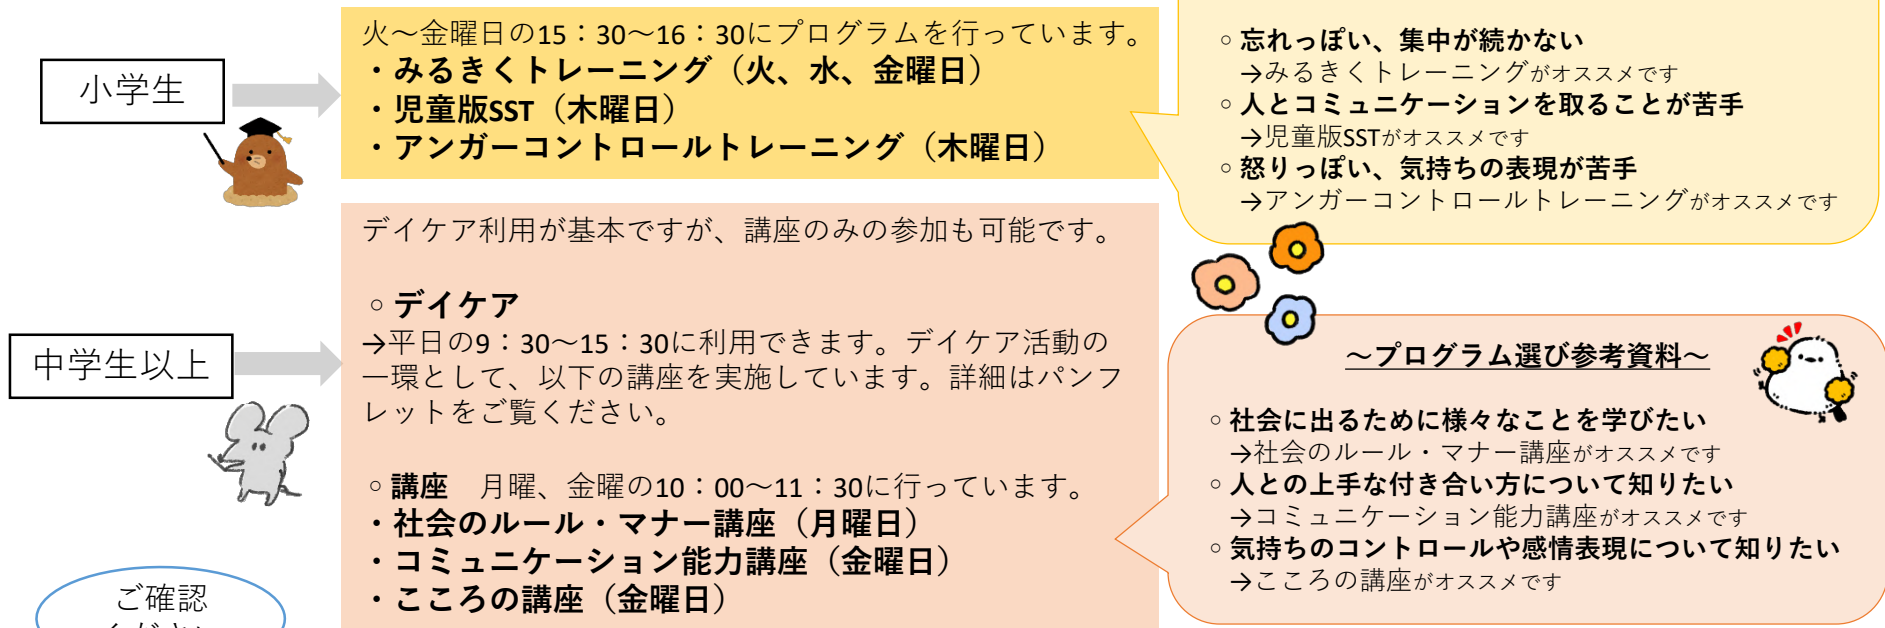 小学生
火～金曜日の15：30～16：30にプログラムを行っています。
・みるきくトレーニング（火、水、金曜日）
・児童版SST（木曜日）
・アンガーコントロールトレーニング（木曜日）
○忘れっぽい、集中が続かない
→みるきくトレーニングがオススメです
○人とコミュニケーションを取ることが苦手
→児童版SSTがオススメです
○怒りっぽい、気持ちの表現が苦手
→アンガーコントロールトレーニングがオススメです
中学生以上
デイケア利用が基本ですが、講座のみの参加も可能です。
○デイケア
→平日の9：30～15：30に利用できます。デイケア活動の
一環として、以下の講座を実施しています。詳細はパンフ
レットをご覧ください。
○講座　月曜、金曜の10：00～11：30に行っています。
・社会のルール・マナー講座（月曜日）
・コミュニケーション能力講座（金曜日）
・こころの講座（金曜日）
～プログラム選び参考資料～
○社会に出るために様々なことを学びたい
→社会のルール・マナー講座がオススメです
○人との上手な付き合い方について知りたい
→コミュニケーション能力講座がオススメです
○気持ちのコントロールや感情表現について知りたい
→こころの講座がオススメです
ご確認